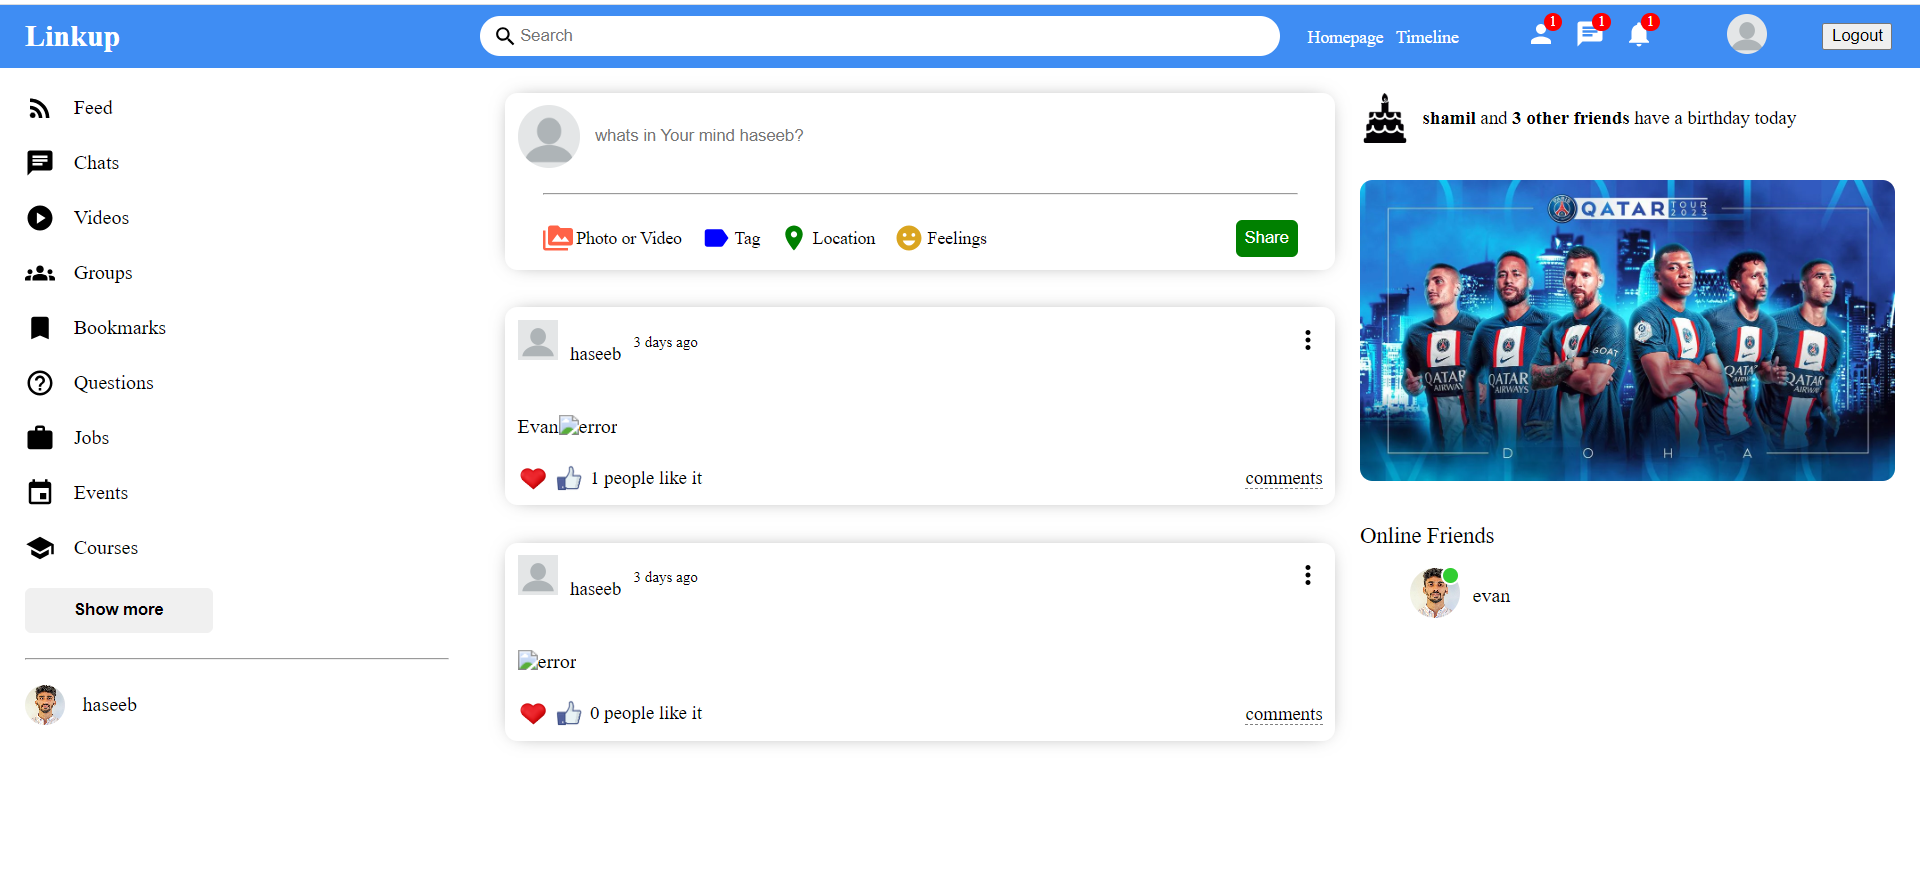 Linkup
Search
Homepage Timeline
1
1
1
Logout
Feed
Chats
Videos
Groups
Bookmarks
Questions
Jobs
Events
Courses
Show more
haseeb
whats in Your mind haseeb?
Photo or Video
Tag
Location
Feelings
Share
haseeb 3 days ago
Evan error
1 people like it
comments
haseeb 3 days ago
error
0 people like it
comments
shamil and 3 other friends have a birthday today
QATAR TOUR 2023
GOAT
QATAR AIRWAYS
QATAR AIRWAYS
QATAR AIRWAYS
QATAR AIRWAYS
D O H A
Online Friends
evan